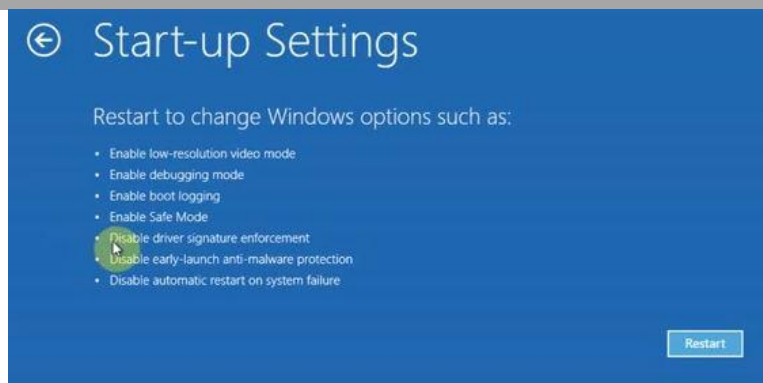 Start-up Settings
Restart to change Windows options such as:
• Enable low-resolution video mode
• Enable debugging mode
• Enable boot logging
• Enable Safe Mode
• Disable driver signature enforcement
• Disable early-launch anti-malware protection
• Disable automatic restart on system failure
Restart